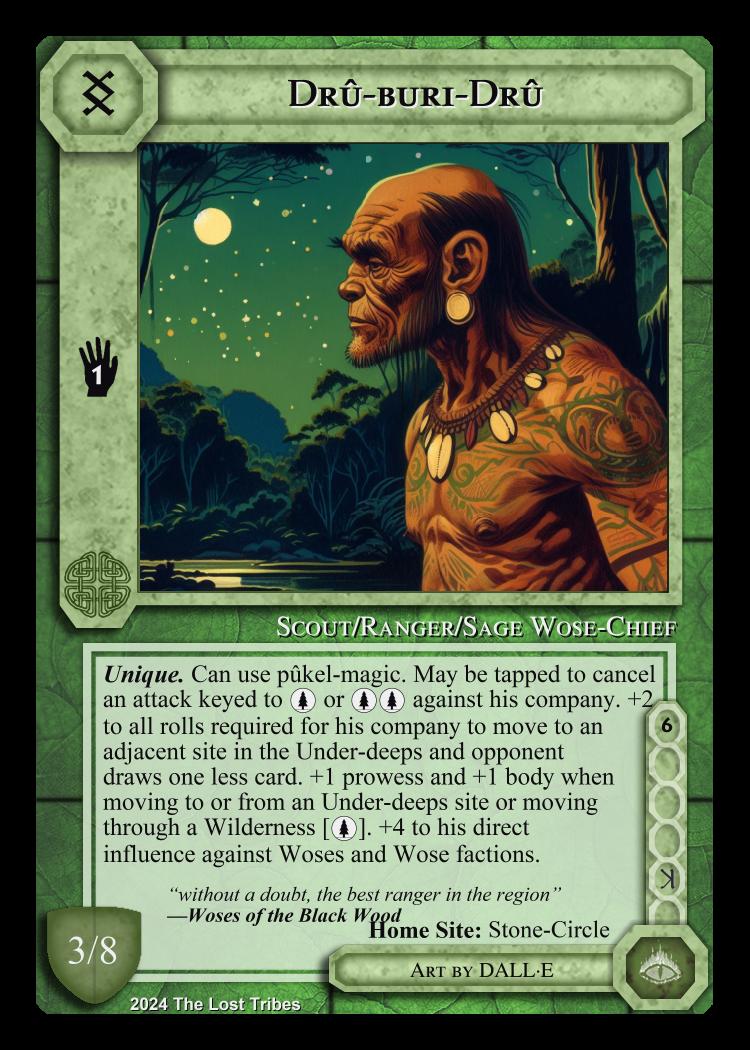 Drû-buri-Drû
1
Scout/Ranger/Sage Wose-Chief
Unique. Can use pûkel-magic. May be tapped to cancel
an attack keyed to or against his company. +2
to all rolls required for his company to move to an
adjacent site in the Under-deeps and opponent
draws one less card. +1 prowess and +1 body when
moving to or from an Under-deeps site or moving
through a Wilderness [ ]. +4 to his direct
influence against Woses and Wose factions.
6
“without a doubt, the best ranger in the region”
—Woses of the Black Wood
Home Site: Stone-Circle
3/8
Art by DALL·E
2024 The Lost Tribes